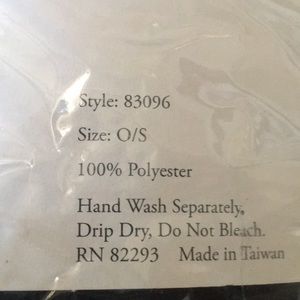 Style: 83096
Size: O/S
100% Polyester
Hand Wash Separately,
Drip Dry, Do Not Bleach.
RN 82293 Made in Taiwan